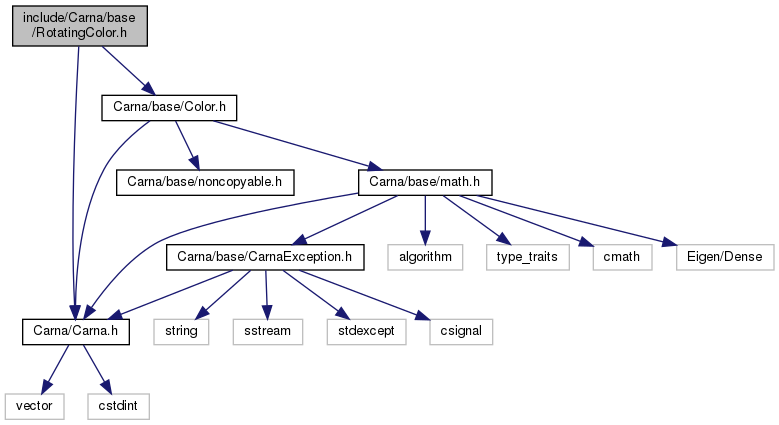 include/Carna/base
/RotatingColor.h
Carna/base/Color.h
Carna/base/noncopyable.h
Carna/base/math.h
Carna/base/CarnaException.h
algorithm
type_traits
cmath
Eigen/Dense
Carna/Carna.h
string
sstream
stdexcept
csignal
vector
cstdint